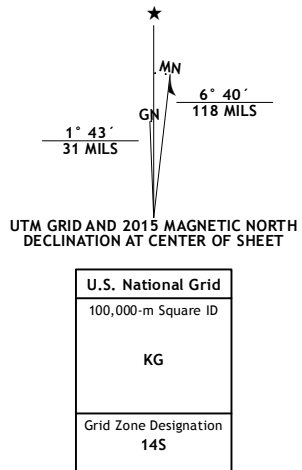 ★
MN
GN
6° 40´
118 MILS
1° 43´
31 MILS
UTM GRID AND 2015 MAGNETIC NORTH
DECLINATION AT CENTER OF SHEET
U.S. National Grid
100,000-m Square ID
KG
Grid Zone Designation
14S